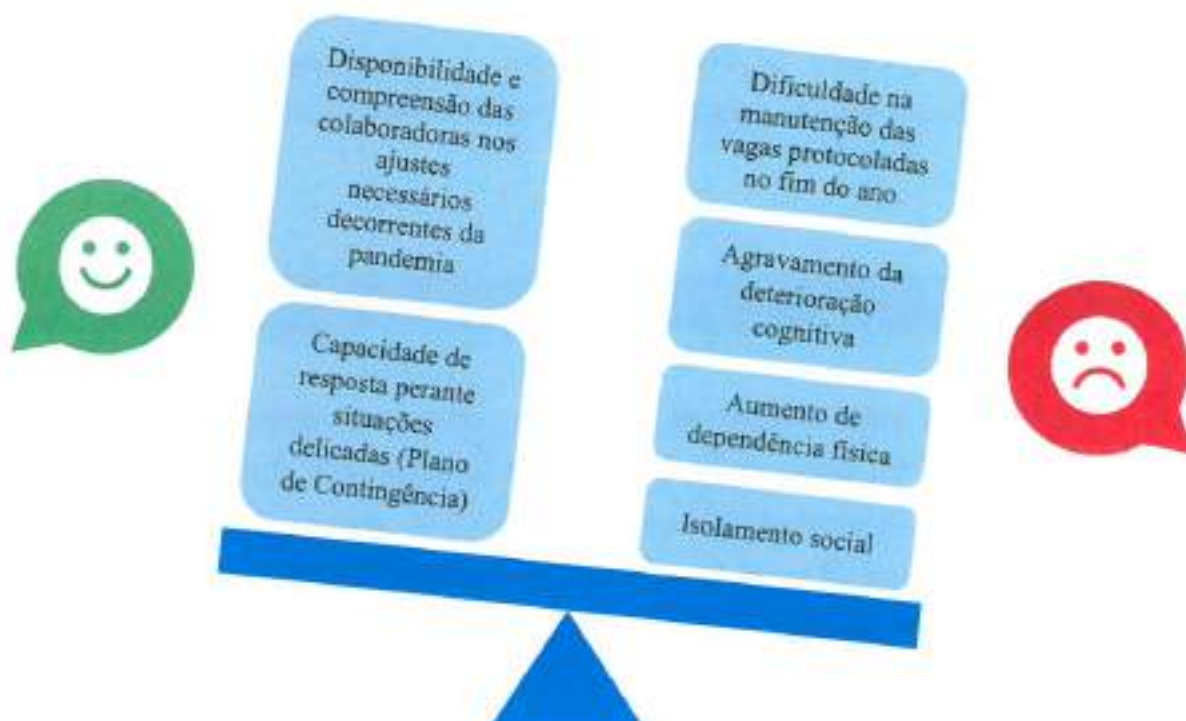 Disponibilidade e
compreensão das
colaboradoras nos
ajustes
necessários
decorrentes da
pandemia
Capacidade de
resposta perante
situações
delicadas (Plano
de Contingência)
Dificuldade na
manutenção das
vagas protocoladas
no fim do ano
Agravamento da
deterioração
cognitiva
Aumento de
dependência física
Isolamento social